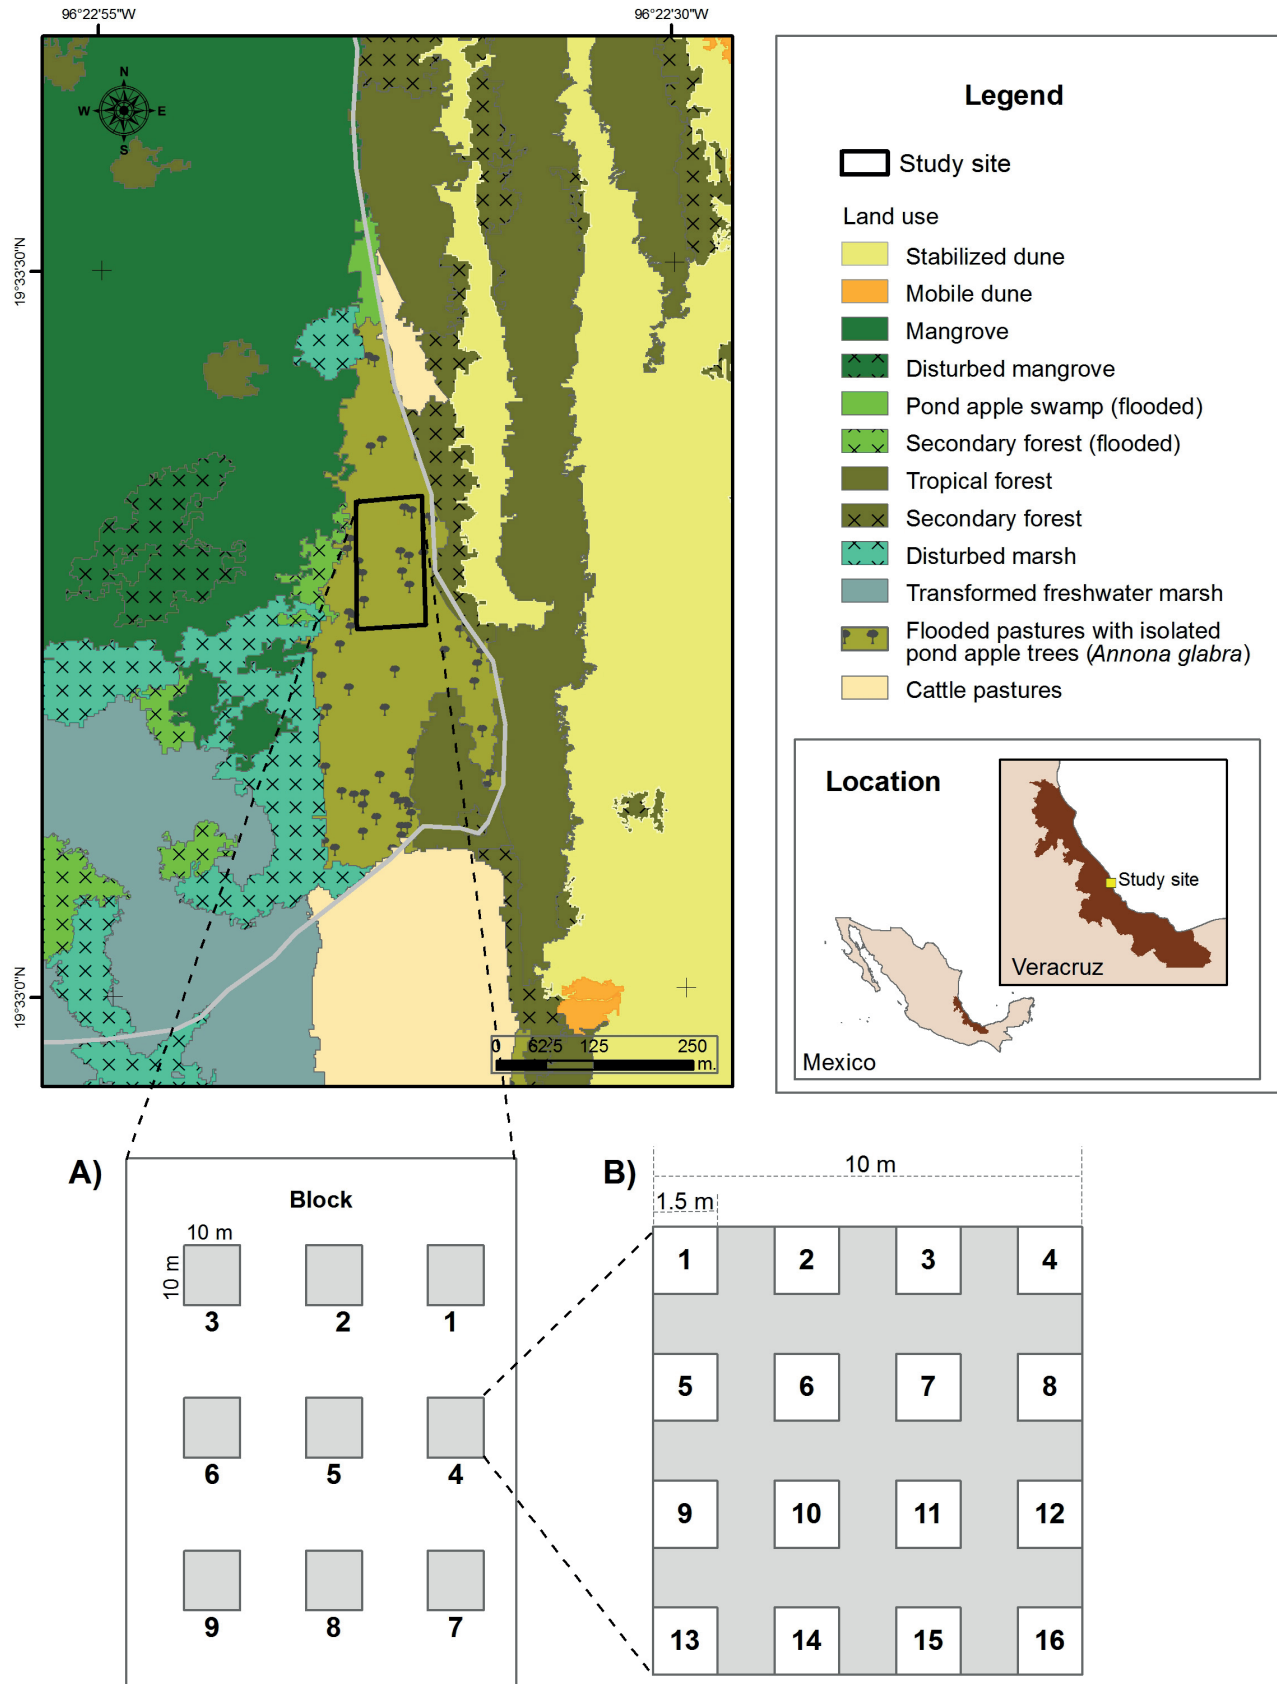 96°22'55"W
96°22'30"W
N
W
E
S
19°33'30"N
19°33'0"N
0 62.5 125 250
m.
Legend
Study site
Land use
Stabilized dune
Mobile dune
Mangrove
Disturbed mangrove
Pond apple swamp (flooded)
Secondary forest (flooded)
Tropical forest
Secondary forest
Disturbed marsh
Transformed freshwater marsh
Flooded pastures with isolated
pond apple trees (Annona glabra)
Cattle pastures
Location
Study site
Veracruz
Mexico
A)
Block
10 m
10 m
3 2 1
6 5 4
9 8 7
B)
10 m
1.5 m
1 2 3 4
5 6 7 8
9 10 11 12
13 14 15 16